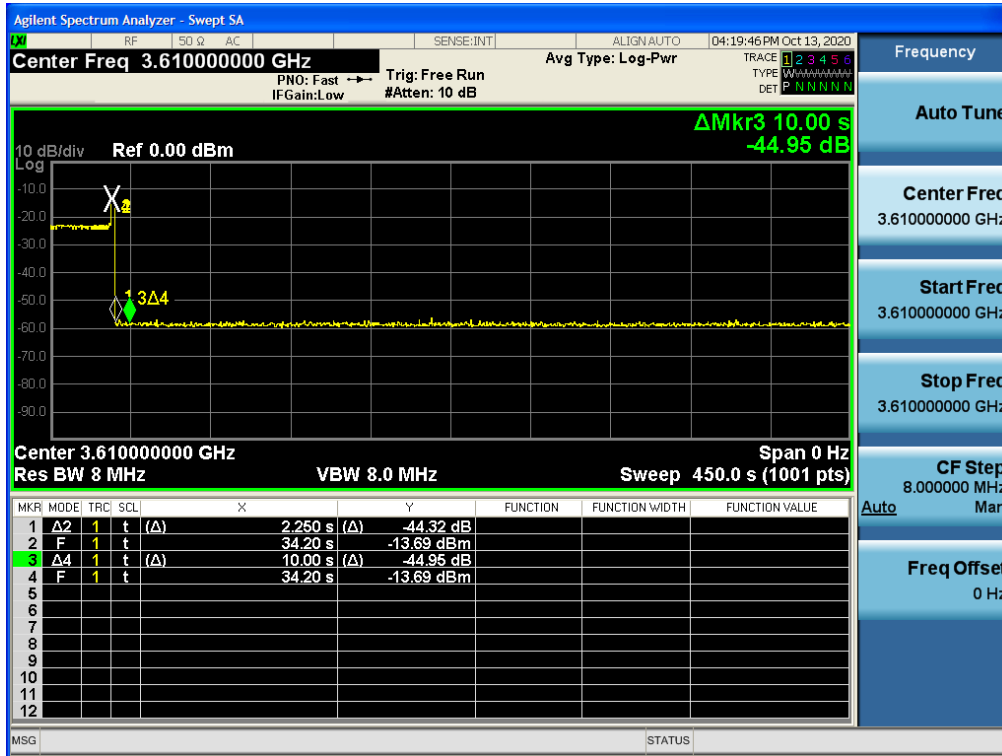 Agilent Spectrum Analyzer - Swept SA
LXI RF 50 Ω AC SENSE:INT ALIGN AUTO 04:19:46 PM Oct 13, 2020
Center Freq 3.610000000 GHz
PNO: Fast
IFGain:Low
Trig: Free Run
#Atten: 10 dB
Avg Type: Log-Pwr
TRACE 1 2 3 4 5 6
TYPE
DET P N N N N N
ΔMkr3 10.00 s
-44.95 dB
10 dB/div Ref 0.00 dBm
Log
-10.0
-20.0
-30.0
-40.0
-50.0
-60.0
-70.0
-80.0
-90.0
3Δ4
Center 3.610000000 GHz Span 0 Hz
Res BW 8 MHz VBW 8.0 MHz Sweep 450.0 s (1001 pts)
MKR MODE TRC SCL X Y FUNCTION FUNCTION WIDTH FUNCTION VALUE
1 Δ2 1 t (Δ) 2.250 s (Δ) -44.32 dB
2 F 1 t 34.20 s -13.69 dBm
3 Δ4 1 t (Δ) 10.00 s (Δ) -44.95 dB
4 F 1 t 34.20 s -13.69 dBm
5
6
7
8
9
10
11
12
MSG STATUS
Frequency
Auto Tune
Center Freq
3.610000000 GHz
Start Freq
3.610000000 GHz
Stop Freq
3.610000000 GHz
CF Step
8.000000 MHz
Auto Man
Freq Offset
0 Hz